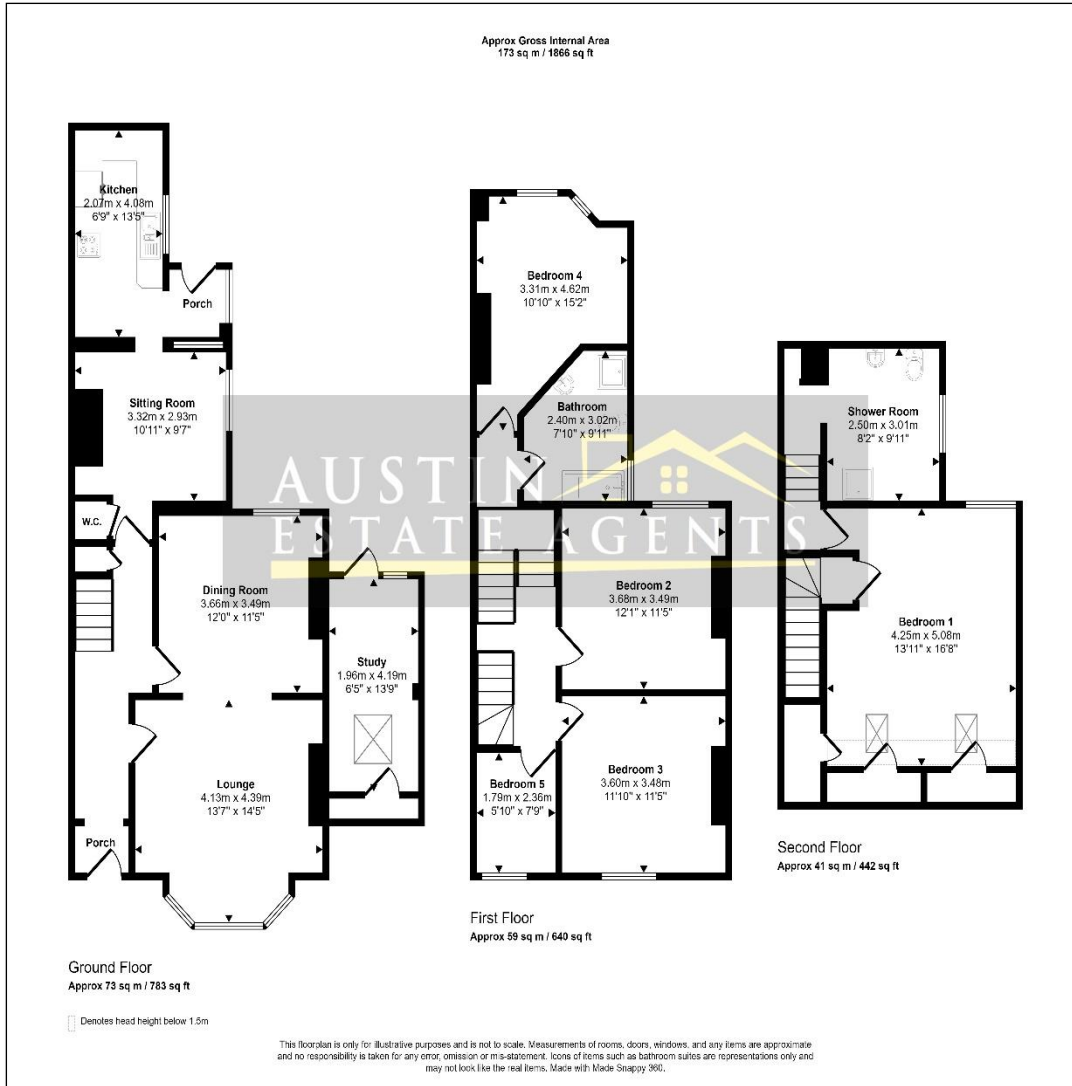 Approx Gross Internal Area
173 sq m / 1866 sq ft
Kitchen
2.07m x 4.08m
6'9" x 13'5"
Porch
Sitting Room
3.32m x 2.93m
10'11" x 9'7"
W.C.
Dining Room
3.66m x 3.49m
12'0" x 11'5"
Study
1.96m x 4.19m
6'5" x 13'9"
Lounge
4.13m x 4.39m
13'7" x 14'5"
Porch
Ground Floor
Approx 73 sq m / 783 sq ft
Bedroom 4
3.31m x 4.62m
10'10" x 15'2"
Bathroom
2.40m x 3.02m
7'10" x 9'11"
Bedroom 2
3.68m x 3.49m
12'1" x 11'5"
Bedroom 3
3.60m x 3.48m
11'10" x 11'5"
Bedroom 5
1.79m x 2.36m
5'10" x 7'9"
First Floor
Approx 59 sq m / 640 sq ft
Shower Room
2.50m x 3.01m
8'2" x 9'11"
Bedroom 1
4.25m x 5.08m
13'11" x 16'8"
Second Floor
Approx 41 sq m / 442 sq ft
AUSTIN
ESTATE AGENTS
Denotes head height below 1.5m
This floorplan is only for illustrative purposes and is not to scale. Measurements of rooms, doors, windows, and any items are approximate
and no responsibility is taken for any error, omission or mis-statement. Icons of items such as bathroom suites are representations only and
may not look like the real items. Made with Made Snappy 360.